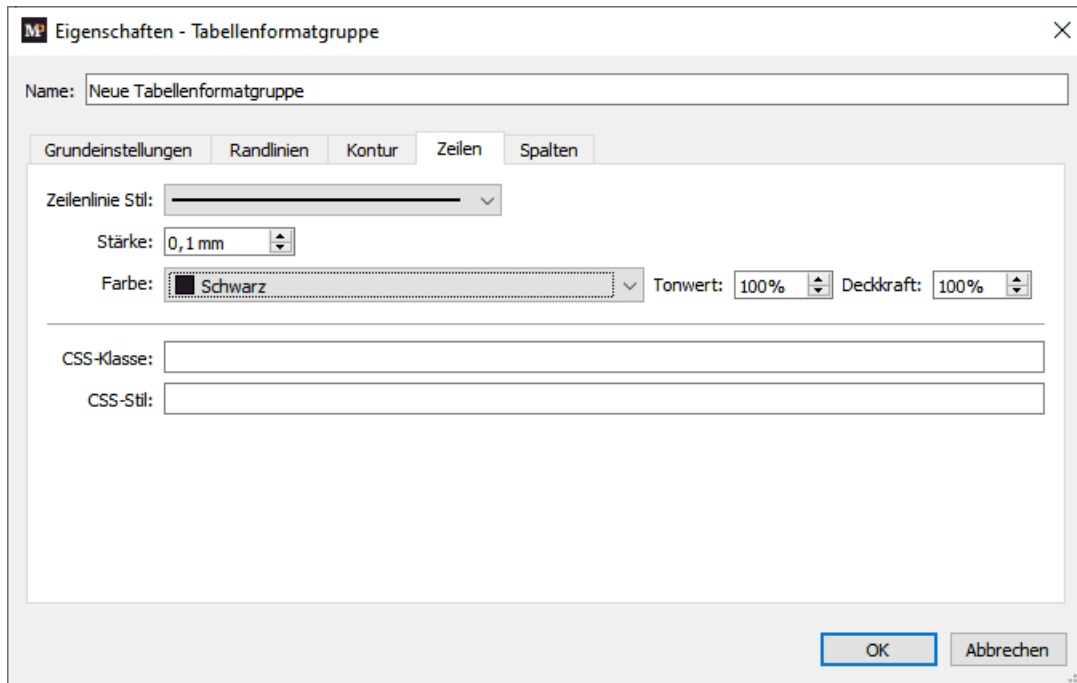 MP Eigenschaften - Tabellenformatgruppe
Name: Neue Tabellenformatgruppe
Grundeinstellungen Randlinien Kontur Zeilen Spalten
Zeilenlinie Stil:
Stärke: 0,1 mm
Farbe: Schwarz Tonwert: 100% Deckkraft: 100%
CSS-Klasse:
CSS-Stil:
OK Abbrechen